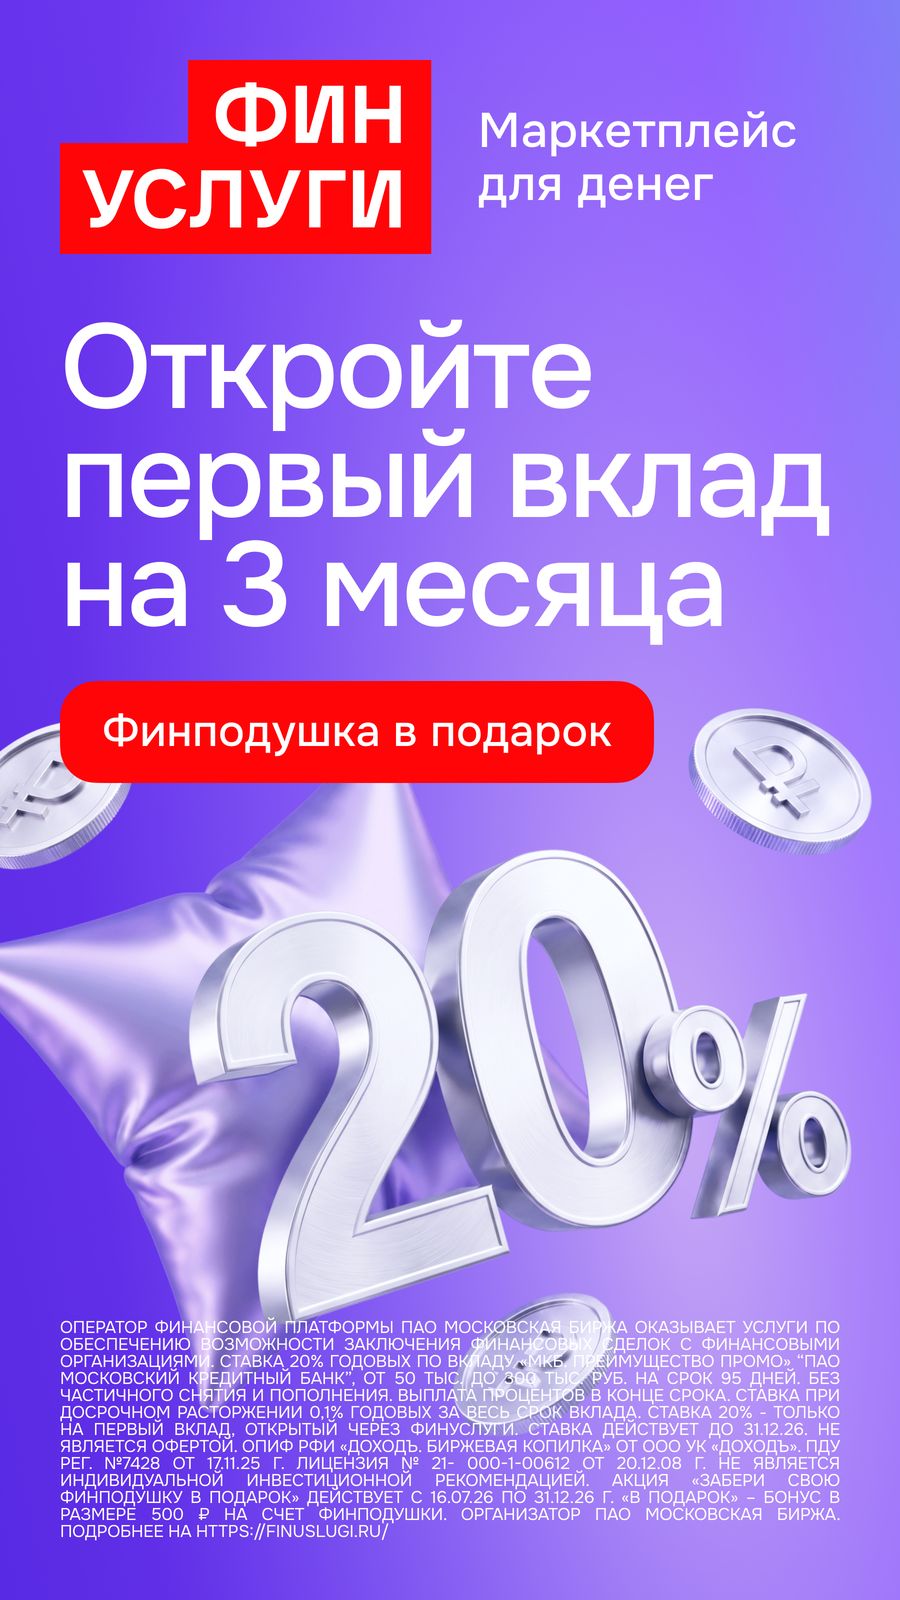 ФИН
УСЛУГИ
Маркетплейс
для денег
Откройте
первый вклад
на 3 месяца
Финподушка в подарок
20%
ОПЕРАТОР ФИНАНСОВОЙ ПЛАТФОРМЫ ПАО МОСКОВСКАЯ БИРЖА ОКАЗЫВАЕТ УСЛУГИ ПО
ОБЕСПЕЧЕНИЮ ВОЗМОЖНОСТИ ЗАКЛЮЧЕНИЯ ФИНАНСОВЫХ СДЕЛОК С ФИНАНСОВЫМИ
ОРГАНИЗАЦИЯМИ. СТАВКА 20% ГОДОВЫХ ПО ВКЛАДУ «МКБ. ПРЕИМУЩЕСТВО ПРОМО» “ПАО
МОСКОВСКИЙ КРЕДИТНЫЙ БАНК”, ОТ 50 ТЫС. ДО 300 ТЫС. РУБ. НА СРОК 95 ДНЕЙ. БЕЗ
ЧАСТИЧНОГО СНЯТИЯ И ПОПОЛНЕНИЯ. ВЫПЛАТА ПРОЦЕНТОВ В КОНЦЕ СРОКА. СТАВКА ПРИ
ДОСРОЧНОМ РАСТОРЖЕНИИ 0,1% ГОДОВЫХ ЗА ВЕСЬ СРОК ВКЛАДА. СТАВКА 20% - ТОЛЬКО
НА ПЕРВЫЙ ВКЛАД, ОТКРЫТЫЙ ЧЕРЕЗ ФИНУСЛУГИ. СТАВКА ДЕЙСТВУЕТ ДО 31.12.26. НЕ
ЯВЛЯЕТСЯ ОФЕРТОЙ. ОПИФ РФИ «ДОХОДЪ. БИРЖЕВАЯ КОПИЛКА» ОТ ООО УК «ДОХОДЪ». ПДУ
РЕГ. №7428 ОТ 17.11.25 Г. ЛИЦЕНЗИЯ № 21- 000-1-00612 ОТ 20.12.08 Г. НЕ ЯВЛЯЕТСЯ
ИНДИВИДУАЛЬНОЙ ИНВЕСТИЦИОННОЙ РЕКОМЕНДАЦИЕЙ. АКЦИЯ «ЗАБЕРИ СВОЮ
ФИНПОДУШКУ В ПОДАРОК» ДЕЙСТВУЕТ С 16.07.26 ПО 31.12.26 Г. «В ПОДАРОК» – БОНУС В
РАЗМЕРЕ 500 ₽ НА СЧЕТ ФИНПОДУШКИ. ОРГАНИЗАТОР ПАО МОСКОВСКАЯ БИРЖА.
ПОДРОБНЕЕ НА HTTPS://FINUSLUGI.RU/